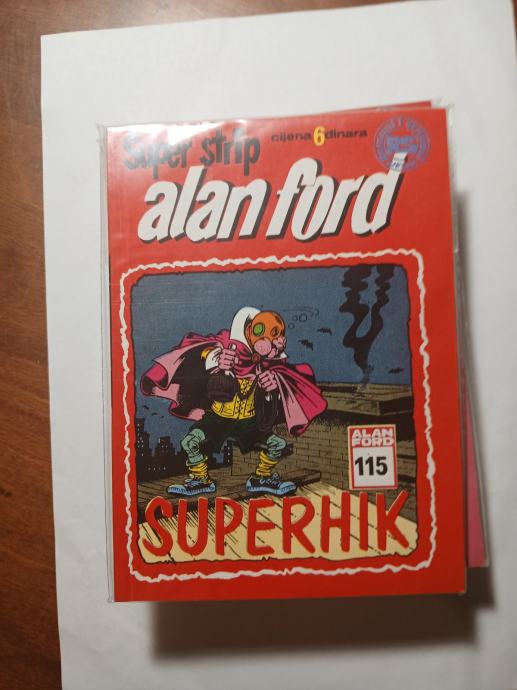 Super strip
cijena 6 dinara
alan ford
ALAN
FORD
115
SUPERHIK